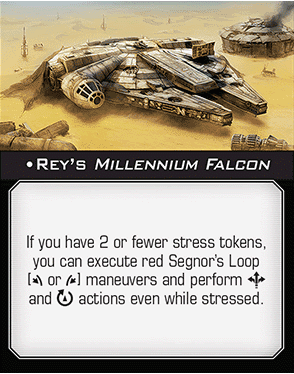 •Rey's Millennium Falcon
If you have 2 or fewer stress tokens,
you can execute red Segnor's Loop
[ or ] maneuvers and perform
and actions even while stressed.